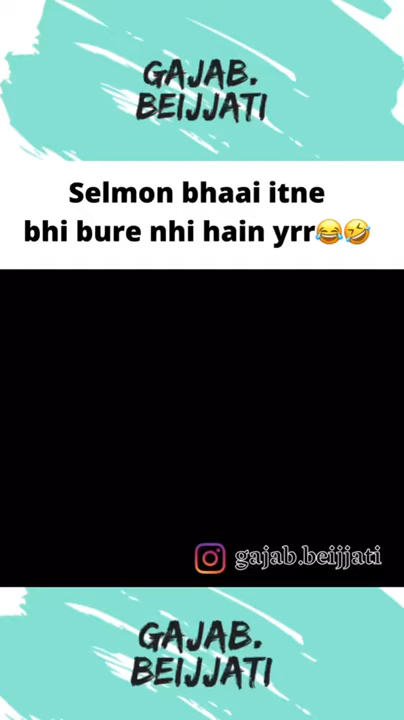 GAJAB.
BEIJJATI
Selmon bhaai itne
bhi bure nhi hain yrr😂🤣
gajab.beijjati
GAJAB.
BEIJJATI